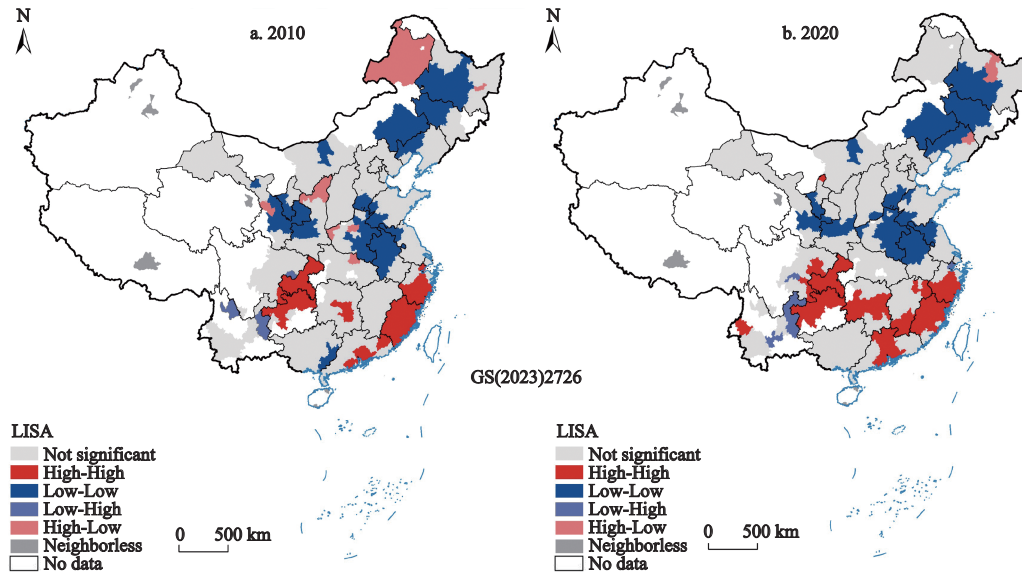 N
a. 2010
N
b. 2020
GS(2023)2726
LISA
Not significant
High-High
Low-Low
Low-High
High-Low
Neighborless
No data
0 500 km
LISA
Not significant
High-High
Low-Low
Low-High
High-Low
Neighborless
No data
0 500 km